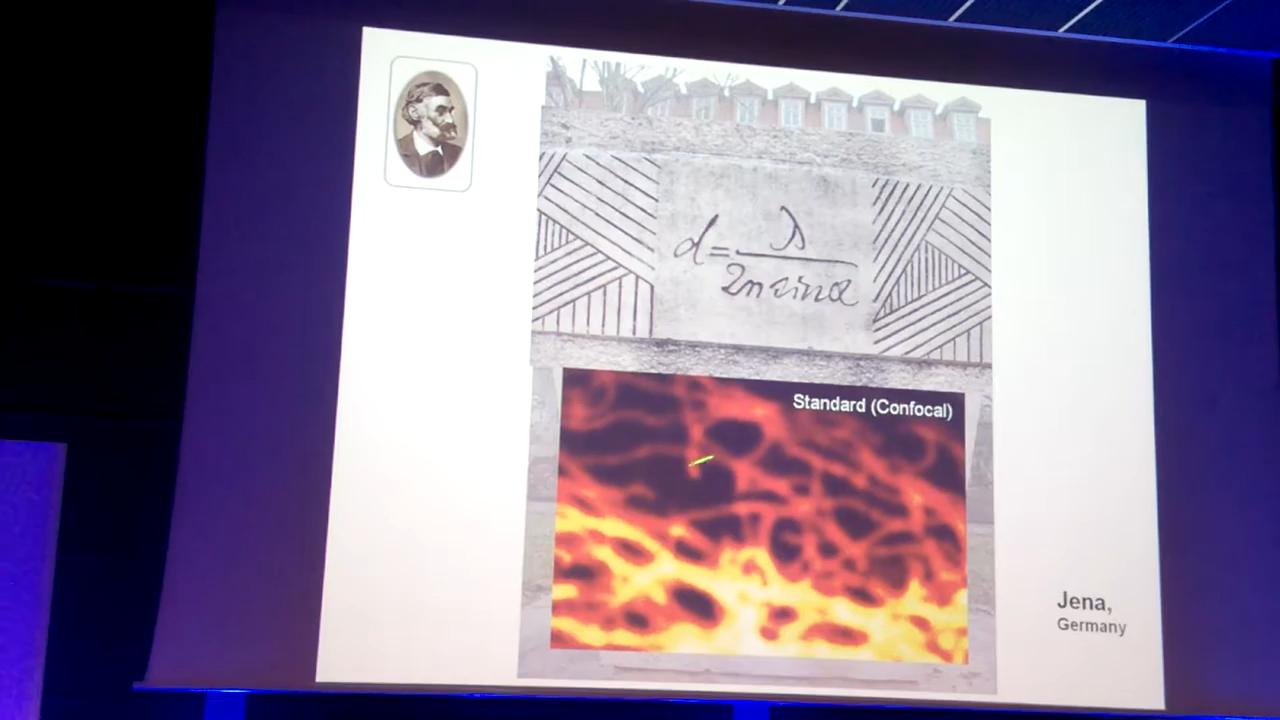 d = λ / 2n sin α
Standard (Confocal)
Jena,
Germany